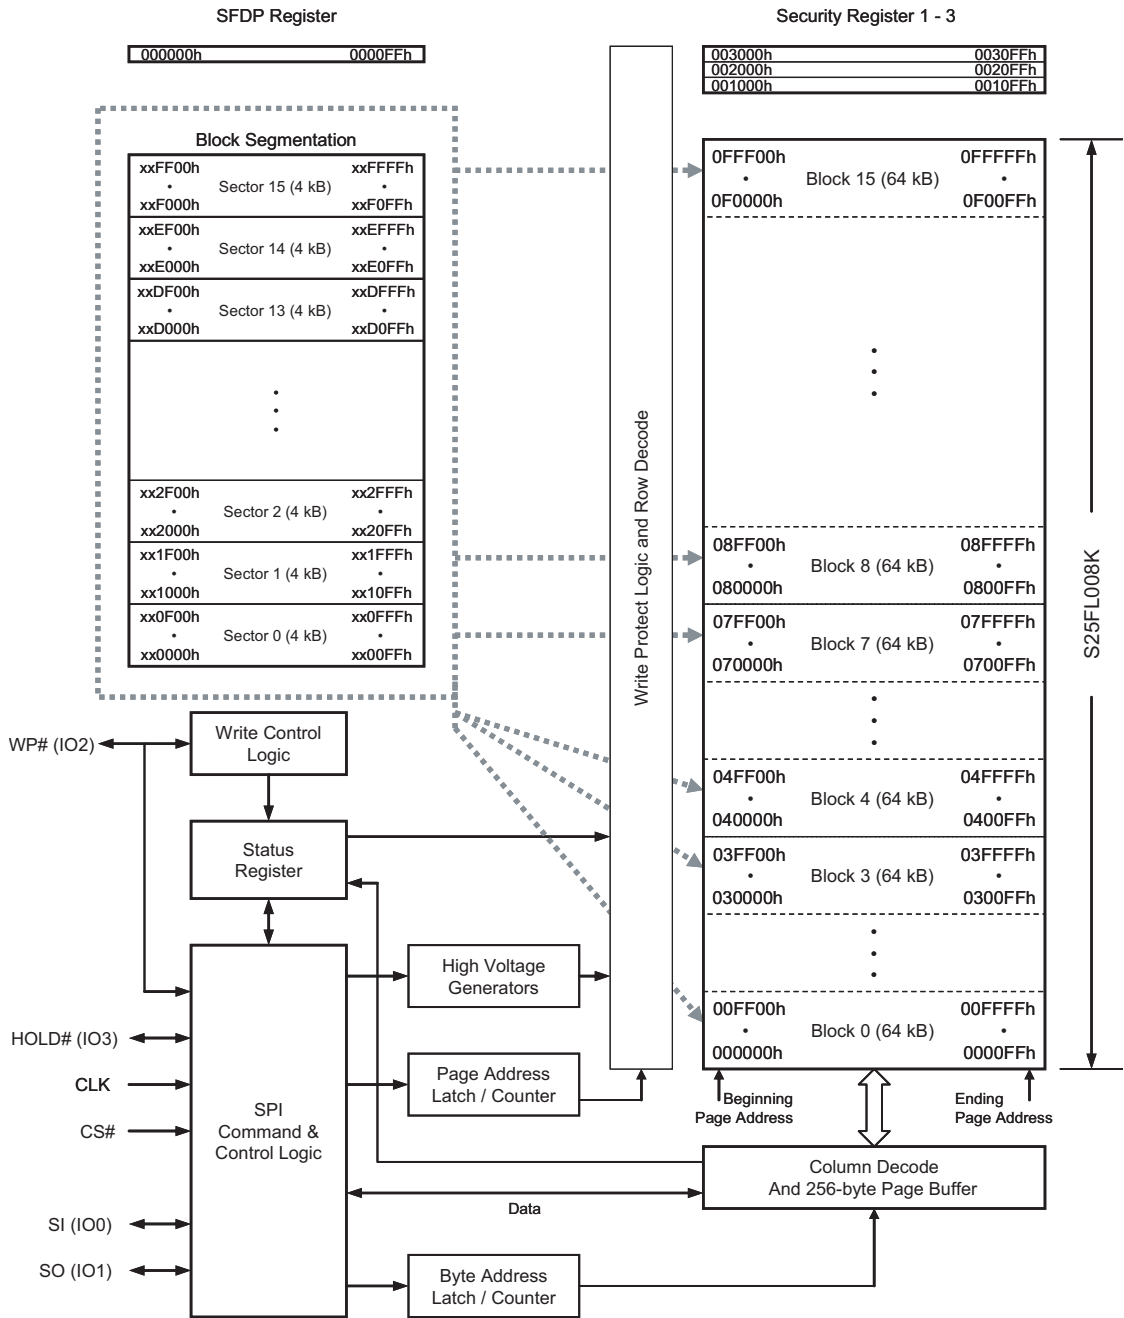 SFDP Register
000000h 0000FFh
Security Register 1 - 3
003000h 0030FFh
002000h 0020FFh
001000h 0010FFh
Block Segmentation
xxFF00h xxFFFFh
• Sector 15 (4 kB) •
xxF000h xxF0FFh
xxEF00h xxEFFFh
• Sector 14 (4 kB) •
xxE000h xxE0FFh
xxDF00h xxDFFFh
• Sector 13 (4 kB) •
xxD000h xxD0FFh
xx2F00h xx2FFFh
• Sector 2 (4 kB) •
xx2000h xx20FFh
xx1F00h xx1FFFh
• Sector 1 (4 kB) •
xx1000h xx10FFh
xx0F00h xx0FFFh
• Sector 0 (4 kB) •
xx0000h xx00FFh
Write Protect Logic and Row Decode
0FFF00h 0FFFFFh
• Block 15 (64 kB) •
0F0000h 0F00FFh
08FF00h 08FFFFh
• Block 8 (64 kB) •
080000h 0800FFh
07FF00h 07FFFFh
• Block 7 (64 kB) •
070000h 0700FFh
04FF00h 04FFFFh
• Block 4 (64 kB) •
040000h 0400FFh
03FF00h 03FFFFh
• Block 3 (64 kB) •
030000h 0300FFh
00FF00h 00FFFFh
• Block 0 (64 kB) •
000000h 0000FFh
S25FL008K
Beginning
Page Address
Ending
Page Address
WP# (IO2)
Write Control
Logic
Status
Register
High Voltage
Generators
HOLD# (IO3)
CLK
CS#
SI (IO0)
SO (IO1)
SPI
Command &
Control Logic
Page Address
Latch / Counter
Column Decode
And 256-byte Page Buffer
Data
Byte Address
Latch / Counter